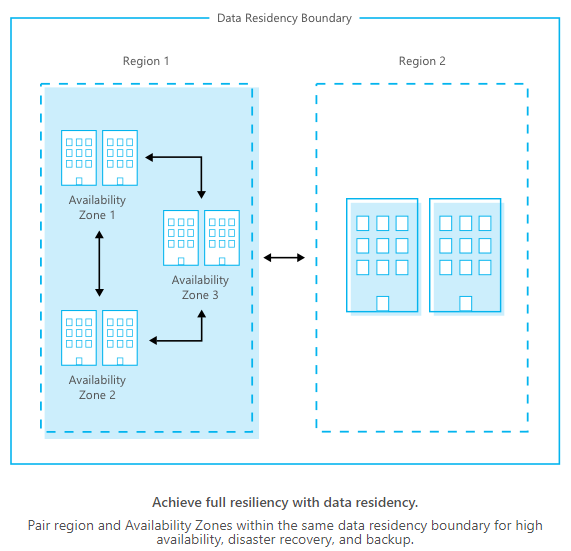 Data Residency Boundary
Region 1
Region 2
Availability
Zone 1
Availability
Zone 3
Availability
Zone 2
Achieve full resiliency with data residency.
Pair region and Availability Zones within the same data residency boundary for high
availability, disaster recovery, and backup.